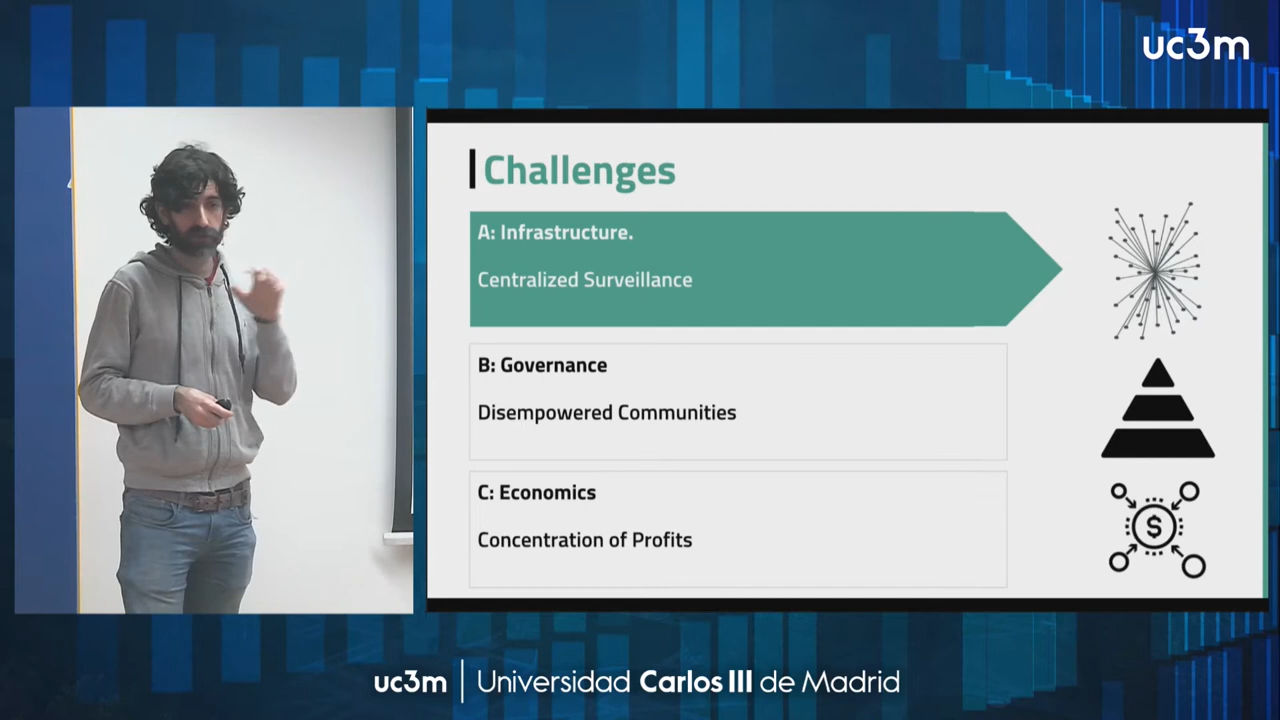 uc3m
Challenges
A: Infrastructure.
Centralized Surveillance
B: Governance
Disempowered Communities
$
C: Economics
Concentration of Profits
uc3m Universidad Carlos III de Madrid